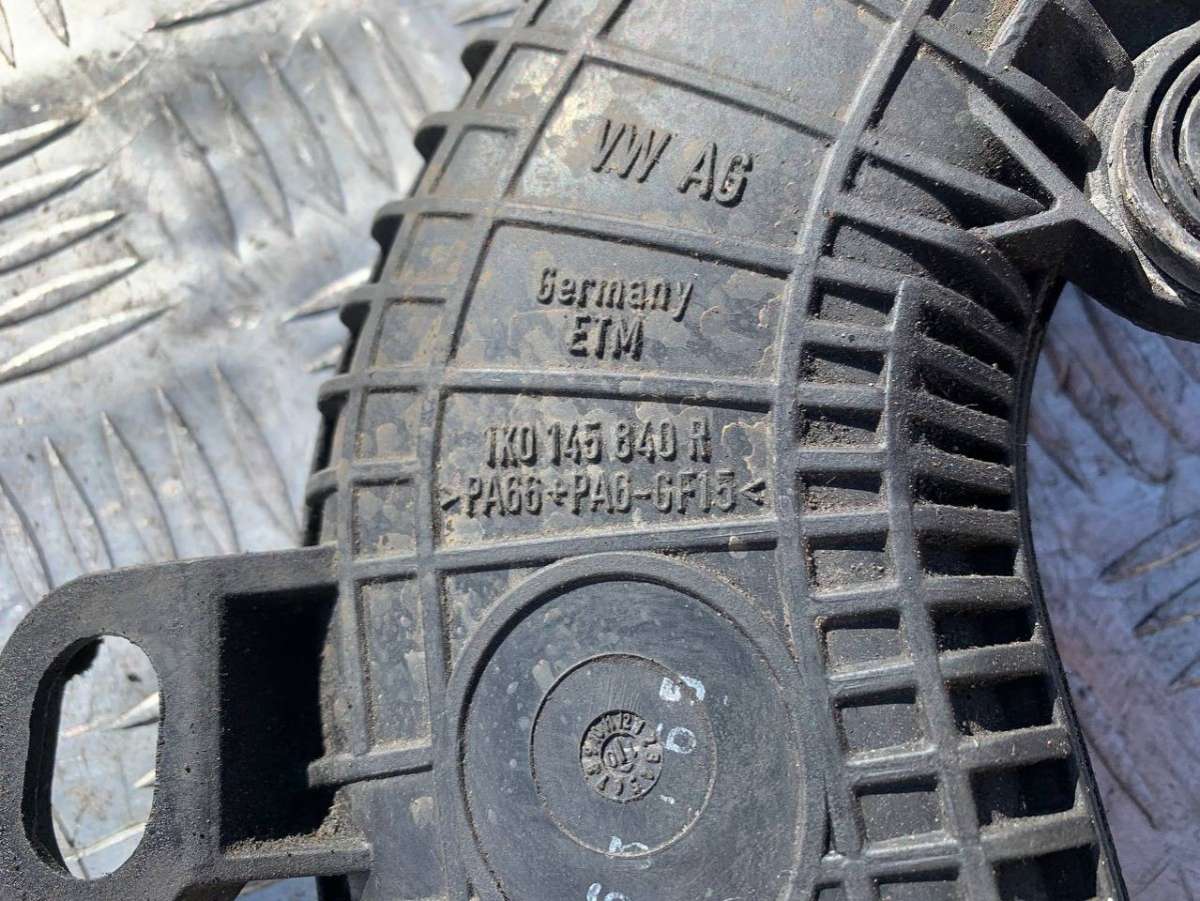 VW AG
Germany
ETM
1K0 145 840 R
>PA66+PA6-GF15<